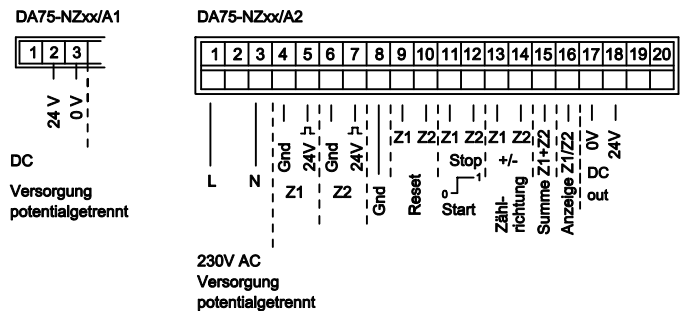 DA75-NZxx/A1
1 2 3
24 V
0 V
DC
Versorgung
potentialgetrennt
DA75-NZxx/A2
1 2 3 4 5 6 7 8 9 10 11 12 13 14 15 16 17 18 19 20
L
N
Gnd
24V
Z1
Gnd
24V
Z2
Gnd
Z1 Z2
Reset
Z1 Z2
Stop
0 1
Start
Z1 Z2
+/-
Zähl-
richtung
Summe Z1+Z2
Anzeige Z1/Z2
0V
24V
DC
out
230V AC
Versorgung
potentialgetrennt